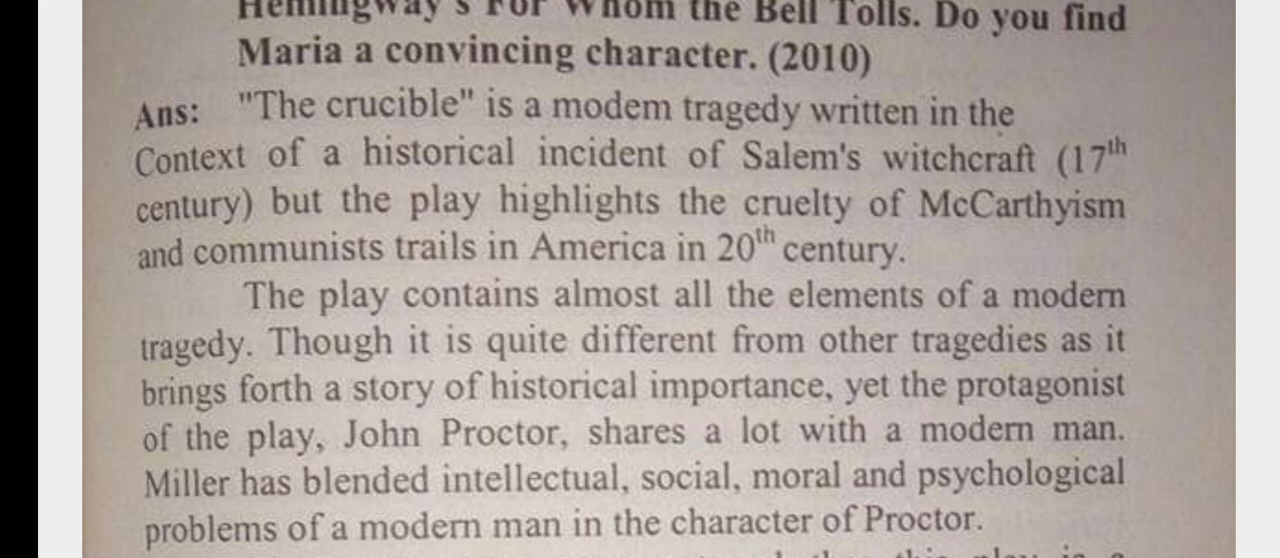 Hemingway's For Whom the Bell Tolls. Do you find
Maria a convincing character. (2010)
Ans: "The crucible" is a modem tragedy written in the
Context of a historical incident of Salem's witchcraft (17th
century) but the play highlights the cruelty of McCarthyism
and communists trails in America in 20th century.
The play contains almost all the elements of a modern
tragedy. Though it is quite different from other tragedies as it
brings forth a story of historical importance, yet the protagonist
of the play, John Proctor, shares a lot with a modern man.
Miller has blended intellectual, social, moral and psychological
problems of a modern man in the character of Proctor.
this play is a